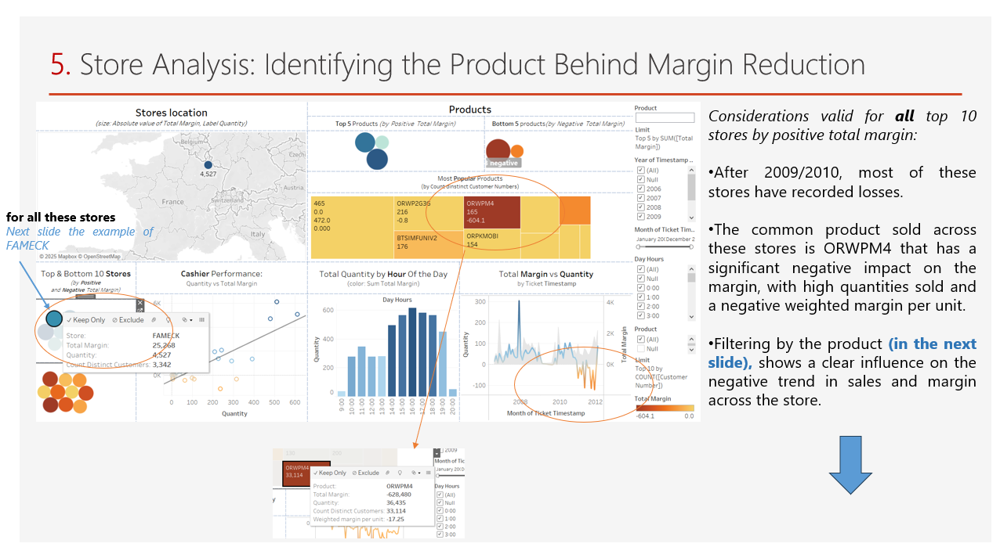 5. Store Analysis: Identifying the Product Behind Margin Reduction
Stores location
(size: Absolute value of Total Margin, Label Quantity)
Belgium
Czechi
4,527
France
Austria
Italy
© 2025 Mapbox © OpenStreetMap
for all these stores
Next slide the example of
FAMECK
Products
Top 5 Products (by Positive Total Margin)
Bottom 5 products(by Negative Total Margin)
negative
Most Popular Products
(by Count dinstinct Customer Numbers)
465
0.0
472.0
0.000
ORWP2G3G
216
-0.8
BTSIMFUNIV2
176
ORWPM4
165
-604.1
ORPKMOBI
154
Product
Limit
Top 5 by SUM([Total
Margin])
Year of Timestamp ..
(All)
Null
2006
2007
2008
2009
Month of Ticket Tim..
January 20(December 2
Day Hours
(All)
Null
0:00
1:00
2:00
3:00
Product
(All)
Null
Limit
Top 10 by
COUNT([Customer
Number])
Total Margin
-604.1 0.0
Top & Bottom 10 Stores
(by Positive
and Negative Total Margin)
Keep Only Exclude
Store: FAMECK
Total Margin: 25,268
Quantity: 4,527
Count Distinct Customers: 3,342
Cashier Performance:
Quantity vs Total Margin
6K
0K
0 100 200 300 400 500 600
Quantity
Total Quantity by Hour Of the Day
(color: Sum Total Margin)
Day Hours
Quantity
600
400
200
0
9:00 10:00 11:00 12:00 13:00 14:00 15:00 16:00 17:00 18:00 19:00 20:00
Total Margin vs Quantity
by Ticket Timestamp
Quantity
300
200
100
0
-100
4K
2K
0K
Total Margin
2008 2010 2012
Month of Ticket Timestamp
Considerations valid for all top 10
stores by positive total margin:
•After 2009/2010, most of these
stores have recorded losses.
•The common product sold across
these stores is ORWPM4 that has a
significant negative impact on the
margin, with high quantities sold and
a negative weighted margin per unit.
•Filtering by the product (in the next
slide), shows a clear influence on the
negative trend in sales and margin
across the store.
150 200
ORWPM4
33,114
Keep Only Exclude
Product: ORWPM4
Total Margin: -628,480
Quantity: 36,435
Count Distinct Customers: 33,114
Weighted margin per unit: -17.25
0
2009
Month of Tic
January 20(D
Day Hours
(All)
Null
0:00
1:00
2:00
3:00